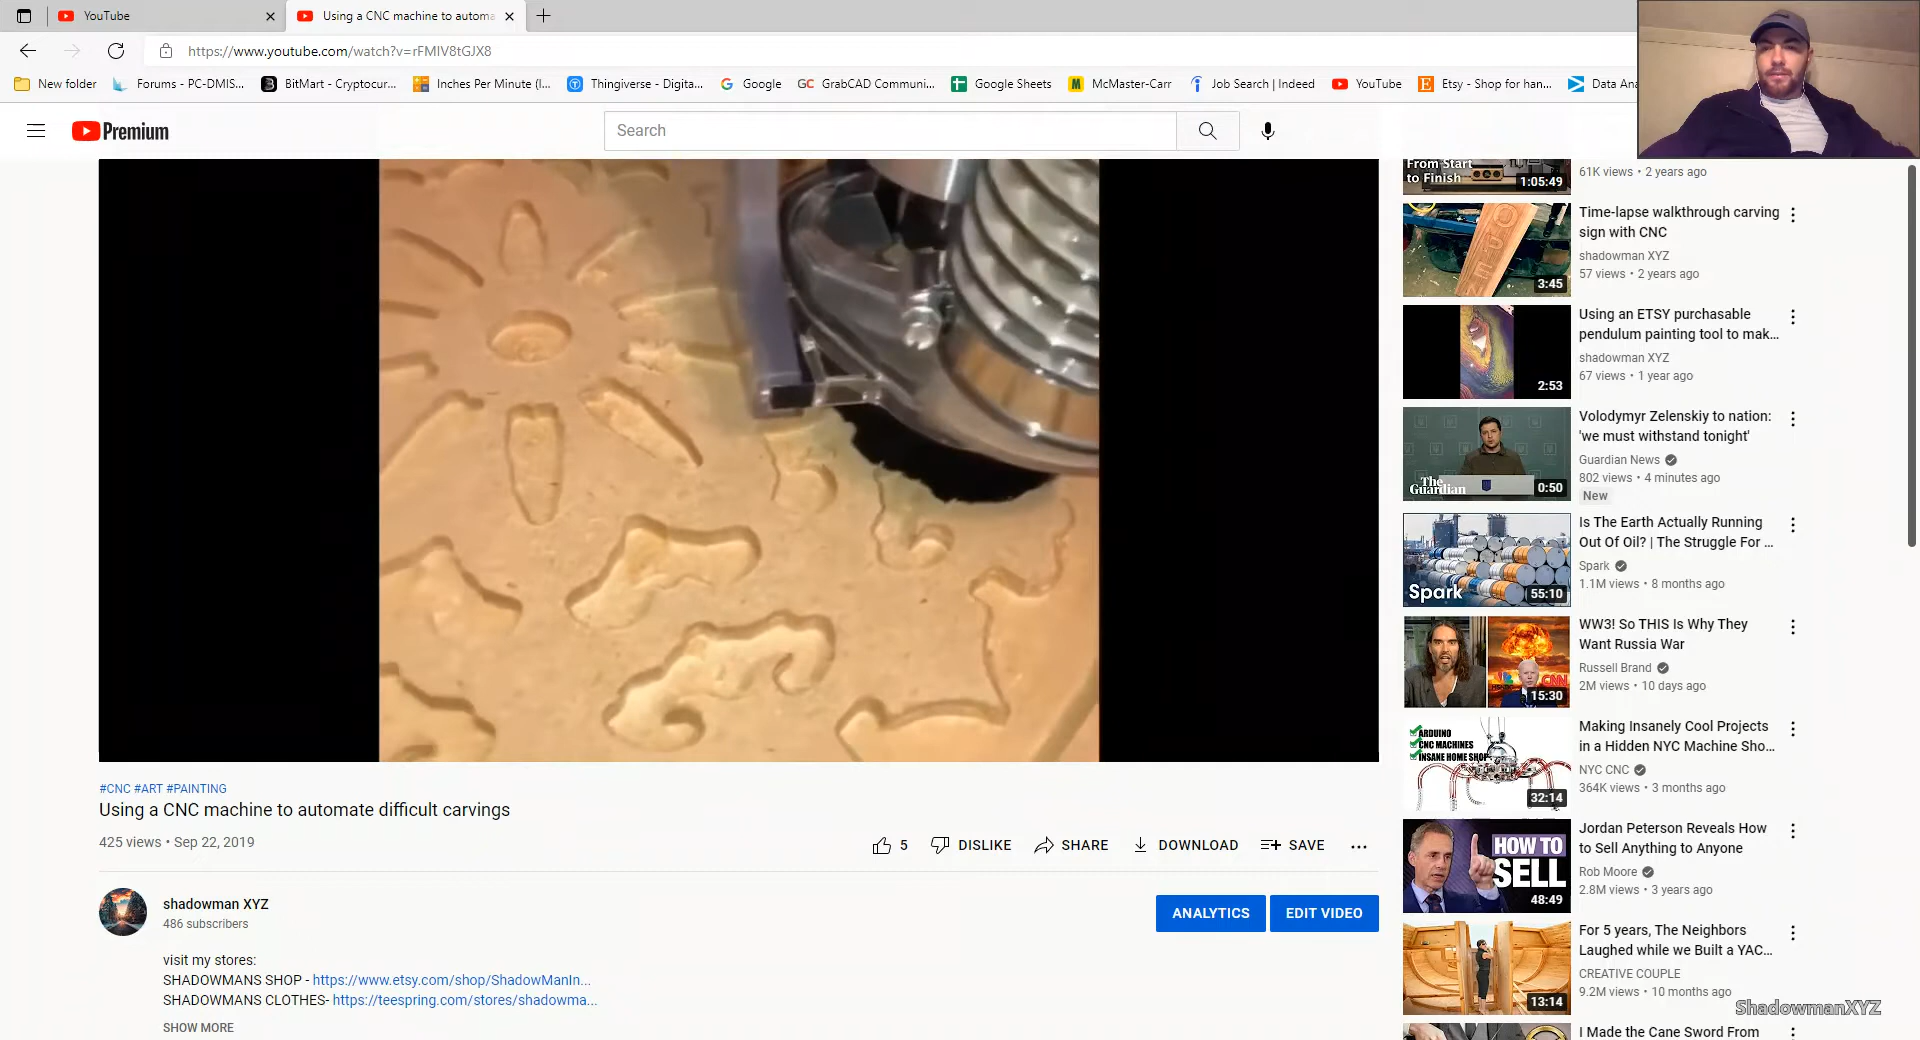 YouTube
Using a CNC machine to automa
https://www.youtube.com/watch?v=rFMIV8tGJX8
New folder
Forums - PC-DMIS...
BitMart - Cryptocur...
Inches Per Minute (I...
Thingiverse - Digita...
Google
GrabCAD Communi...
Google Sheets
McMaster-Carr
Job Search | Indeed
YouTube
Etsy - Shop for han...
Data Ana
Premium
Search
From Start
to Finish
1:05:49
61K views • 2 years ago
OPEN
3:45
Time-lapse walkthrough carving
sign with CNC
shadowman XYZ
57 views • 2 years ago
2:53
Using an ETSY purchasable
pendulum painting tool to mak...
shadowman XYZ
67 views • 1 year ago
The
Guardian
0:50
Volodymyr Zelenskiy to nation:
'we must withstand tonight'
Guardian News
802 views • 4 minutes ago
New
Spark
55:10
Is The Earth Actually Running
Out Of Oil? | The Struggle For ...
Spark
1.1M views • 8 months ago
CNN
15:30
WW3! So THIS Is Why They
Want Russia War
Russell Brand
2M views • 10 days ago
ARDUINO
CNC MACHINES
INSANE HOME SHOP
32:14
Making Insanely Cool Projects
in a Hidden NYC Machine Sho...
NYC CNC
364K views • 3 months ago
HOW TO
SELL
48:49
Jordan Peterson Reveals How
to Sell Anything to Anyone
Rob Moore
2.8M views • 3 years ago
13:14
For 5 years, The Neighbors
Laughed while we Built a YAC...
CREATIVE COUPLE
9.2M views • 10 months ago
I Made the Cane Sword From
ShadowmanXYZ
#CNC #ART #PAINTING
Using a CNC machine to automate difficult carvings
425 views • Sep 22, 2019
5
DISLIKE
SHARE
DOWNLOAD
SAVE
shadowman XYZ
486 subscribers
ANALYTICS
EDIT VIDEO
visit my stores:
SHADOWMANS SHOP - https://www.etsy.com/shop/ShadowManIn...
SHADOWMANS CLOTHES- https://teespring.com/stores/shadowma...
SHOW MORE